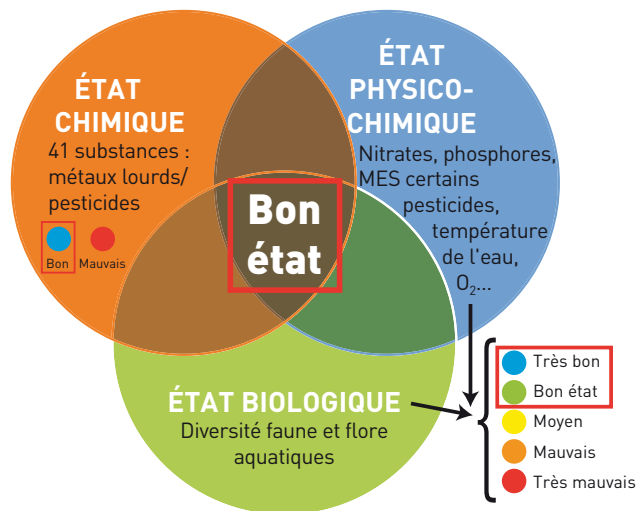 ÉTAT
CHIMIQUE
41 substances :
métaux lourds/
pesticides
Bon
Mauvais
ÉTAT
PHYSICO-
CHIMIQUE
Nitrates, phosphores,
MES certains
pesticides,
température
de l'eau,
O₂...
Bon
état
ÉTAT BIOLOGIQUE
Diversité faune et flore
aquatiques
Très bon
Bon état
Moyen
Mauvais
Très mauvais